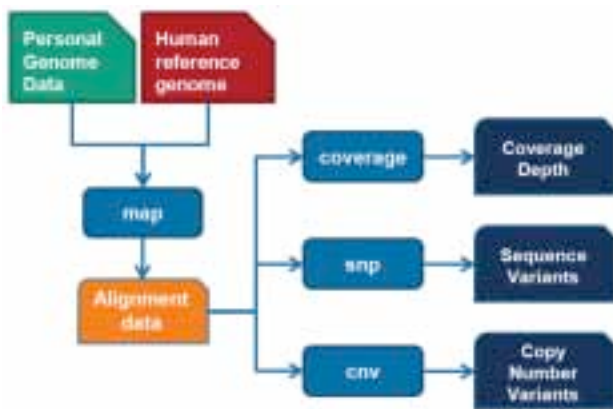 Personal
Genome
Data
Human
reference
genome
map
Alignment
data
coverage
Coverage
Depth
snp
Sequence
Variants
cnv
Copy
Number
Variants